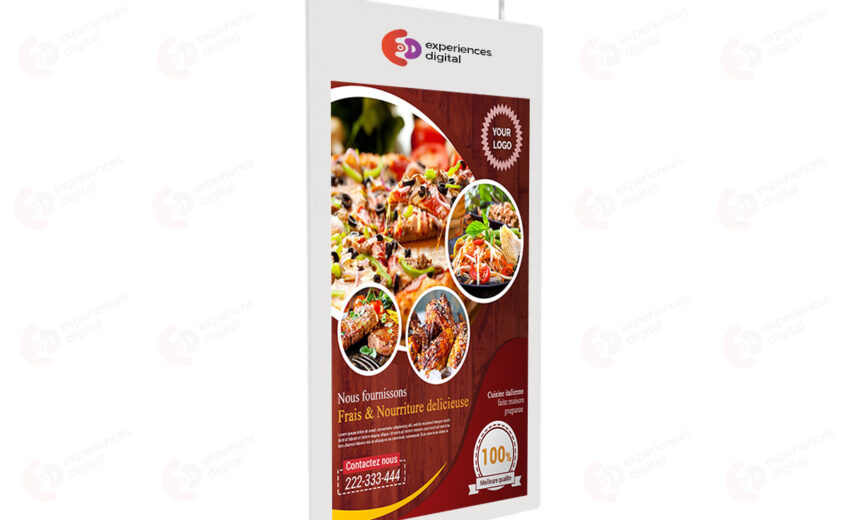 experiences
digital
YOUR
LOGO
Nous fournissons
Frais & Nourriture delicieuse
Contactez nous
222-333-444
Cuisine italienne
faite maison
preparee
100%
Meilleure qualite